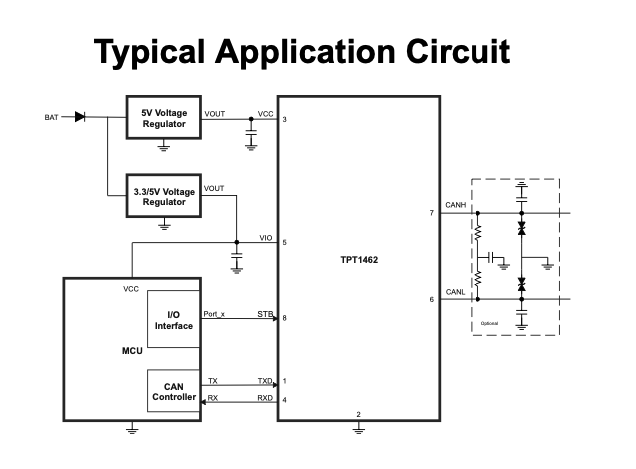 Typical Application Circuit
BAT
5V Voltage
Regulator
VOUT
VCC
3
3.3/5V Voltage
Regulator
VOUT
VIO
5
TPT1462
7
CANH
6
CANL
Optional
VCC
MCU
I/O
Interface
Port_x
STB
8
CAN
Controller
TX
TXD
1
RX
RXD
4
2